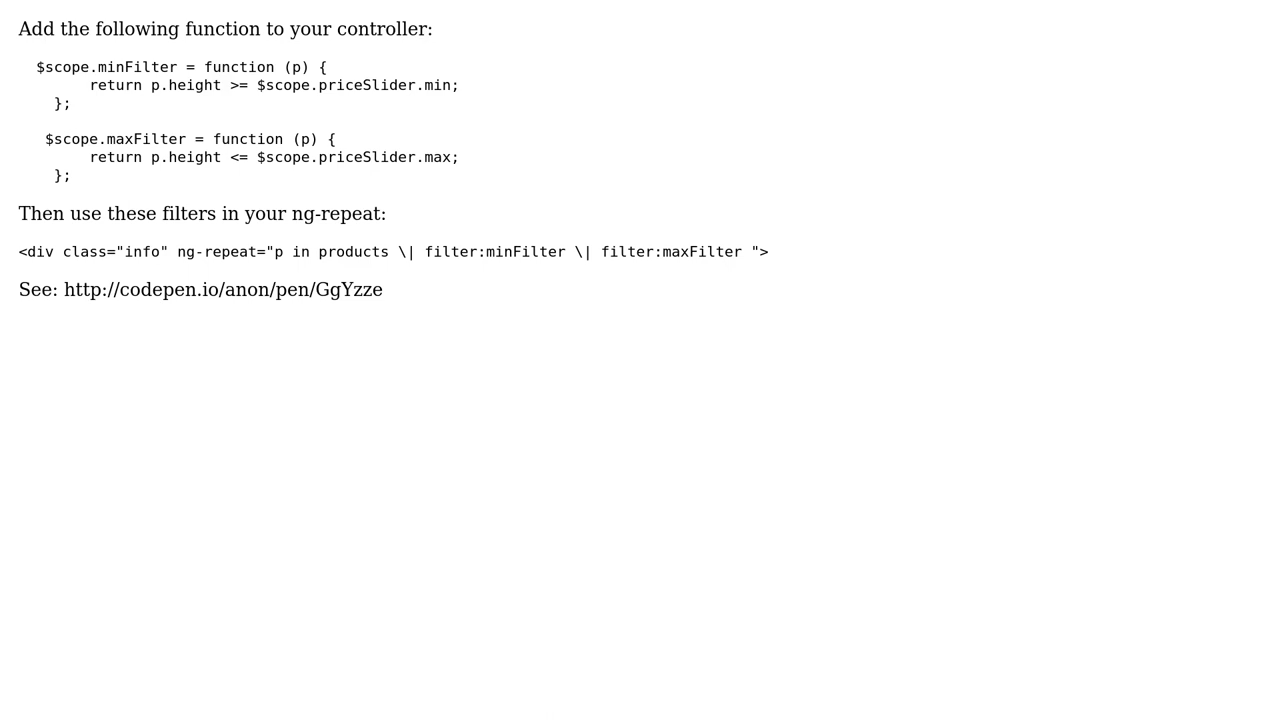 Add the following function to your controller:
$scope.minFilter = function (p) {
return p.height >= $scope.priceSlider.min;
};
$scope.maxFilter = function (p) {
return p.height <= $scope.priceSlider.max;
};
Then use these filters in your ng-repeat:
<div class="info" ng-repeat="p in products \| filter:minFilter \| filter:maxFilter ">
See: http://codepen.io/anon/pen/GgYzze